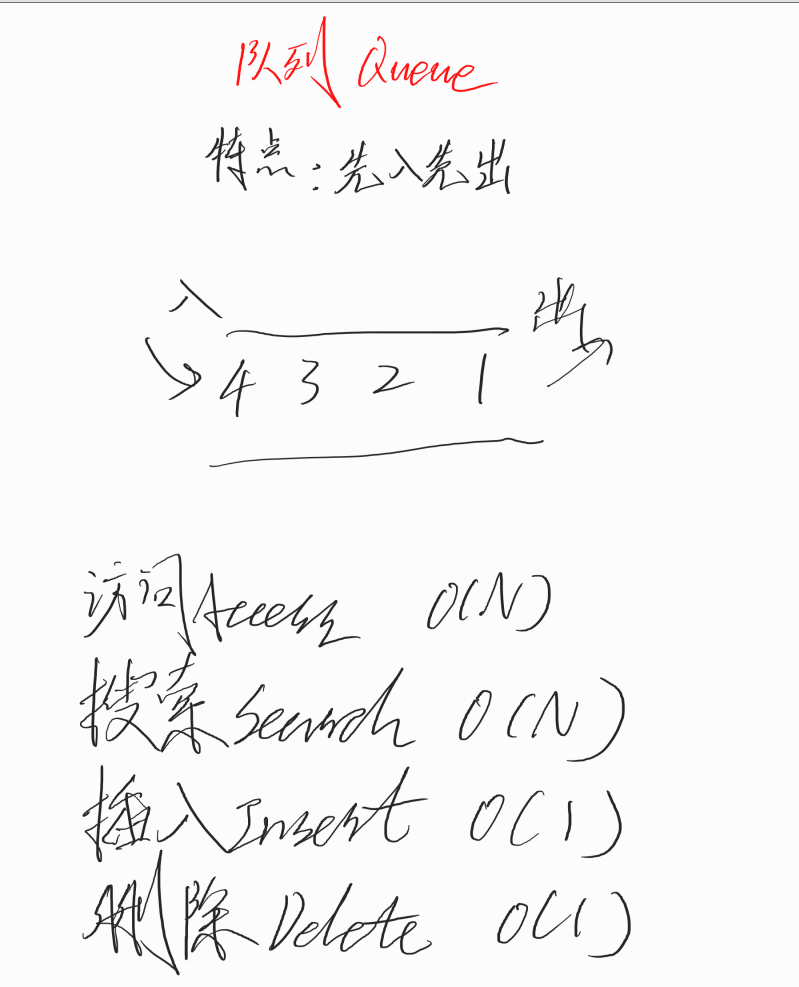 队列 Queue
特点：先入先出
入 出
4 3 2 1
访问 Access O(N)
搜索 Search O(N)
插入 Insert O(1)
删除 Delete O(1)